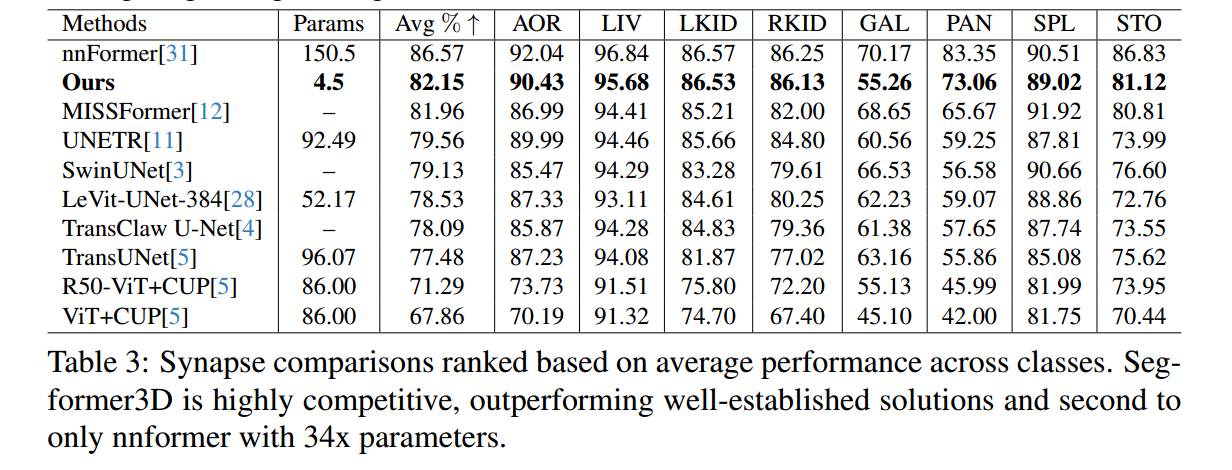 Methods Params Avg % ↑ AOR LIV LKID RKID GAL PAN SPL STO
nnFormer[31] 150.5 86.57 92.04 96.84 86.57 86.25 70.17 83.35 90.51 86.83
Ours 4.5 82.15 90.43 95.68 86.53 86.13 55.26 73.06 89.02 81.12
MISSFormer[12] – 81.96 86.99 94.41 85.21 82.00 68.65 65.67 91.92 80.81
UNETR[11] 92.49 79.56 89.99 94.46 85.66 84.80 60.56 59.25 87.81 73.99
SwinUNet[3] – 79.13 85.47 94.29 83.28 79.61 66.53 56.58 90.66 76.60
LeVit-UNet-384[28] 52.17 78.53 87.33 93.11 84.61 80.25 62.23 59.07 88.86 72.76
TransClaw U-Net[4] – 78.09 85.87 94.28 84.83 79.36 61.38 57.65 87.74 73.55
TransUNet[5] 96.07 77.48 87.23 94.08 81.87 77.02 63.16 55.86 85.08 75.62
R50-ViT+CUP[5] 86.00 71.29 73.73 91.51 75.80 72.20 55.13 45.99 81.99 73.95
ViT+CUP[5] 86.00 67.86 70.19 91.32 74.70 67.40 45.10 42.00 81.75 70.44
Table 3: Synapse comparisons ranked based on average performance across classes. Seg-
former3D is highly competitive, outperforming well-established solutions and second to
only nnformer with 34x parameters.